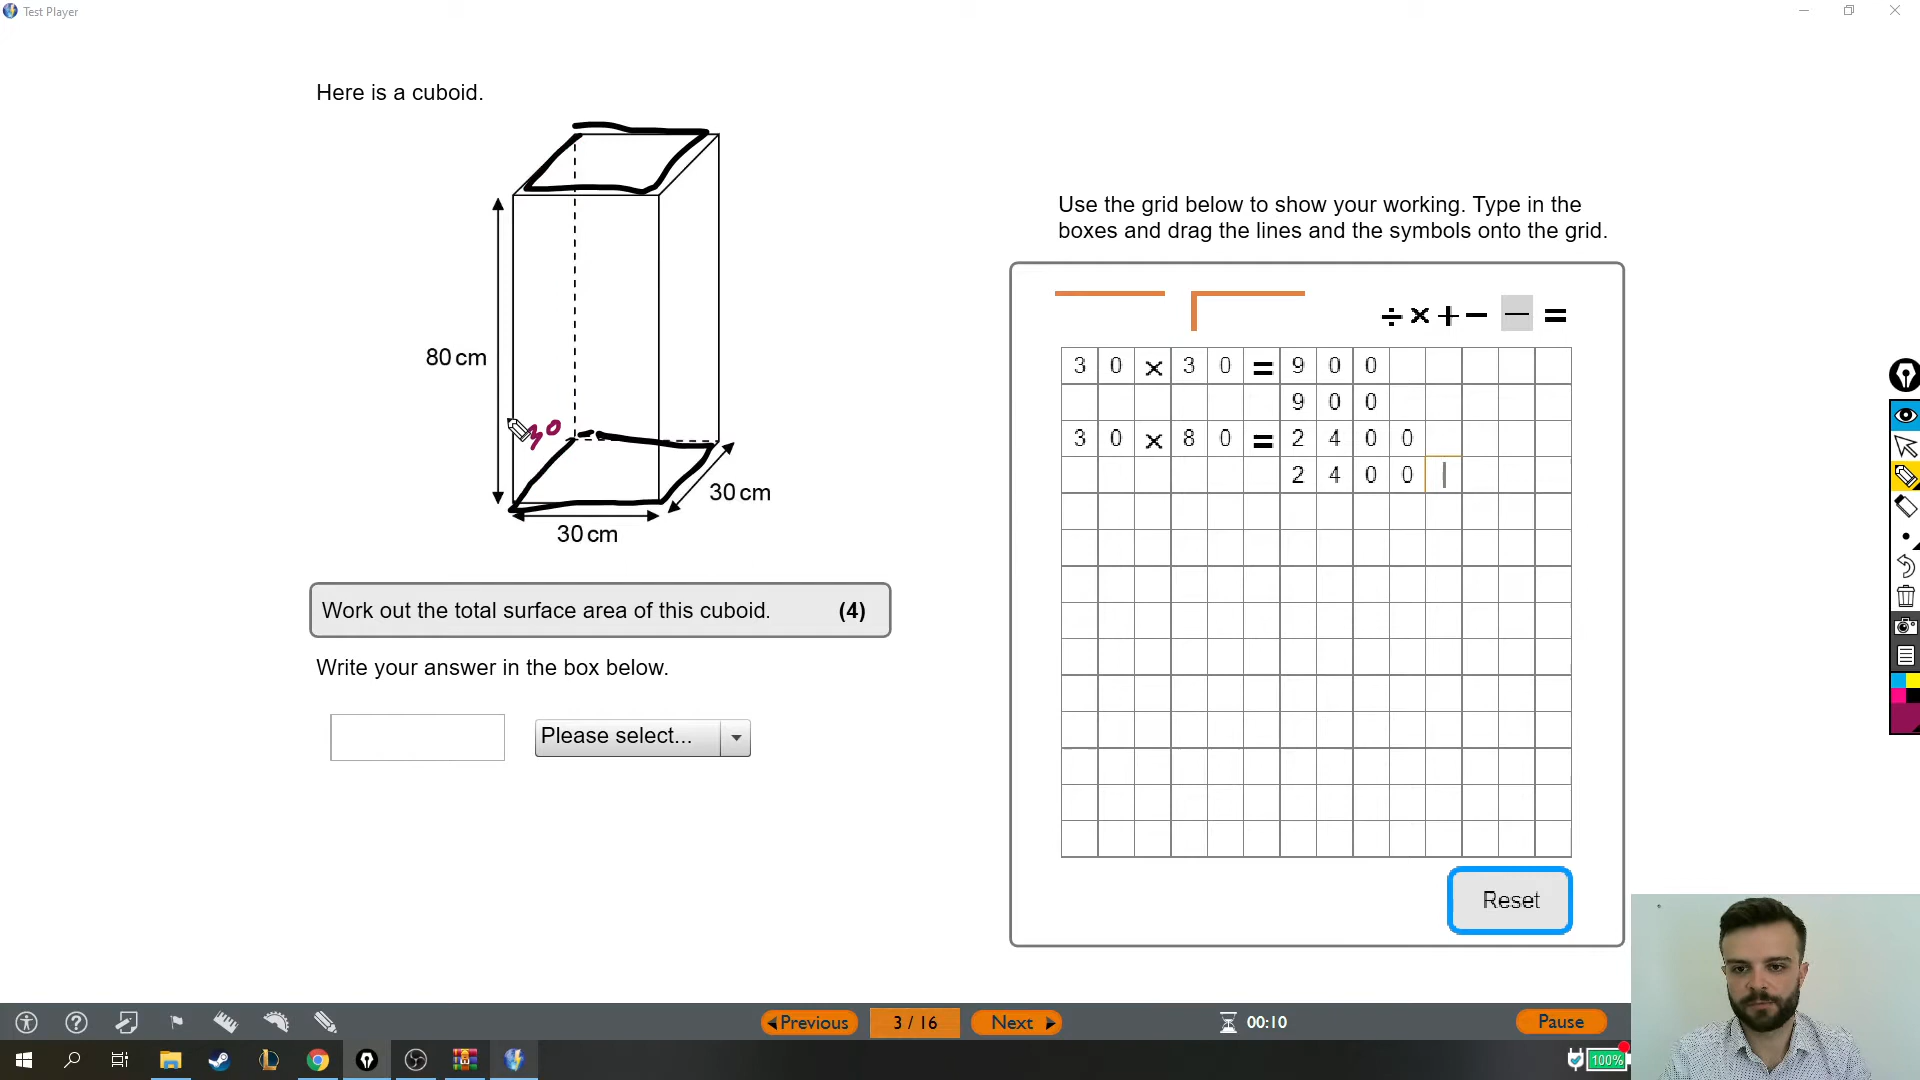 Test Player
Here is a cuboid.
80 cm
30
30 cm
30 cm
Work out the total surface area of this cuboid. (4)
Write your answer in the box below.
Please select...
Use the grid below to show your working. Type in the
boxes and drag the lines and the symbols onto the grid.
÷ × + − − =
3 0 × 3 0 = 9 0 0
9 0 0
3 0 × 8 0 = 2 4 0 0
2 4 0 0
Reset
Previous 3 / 16 Next 00:10 Pause
100%